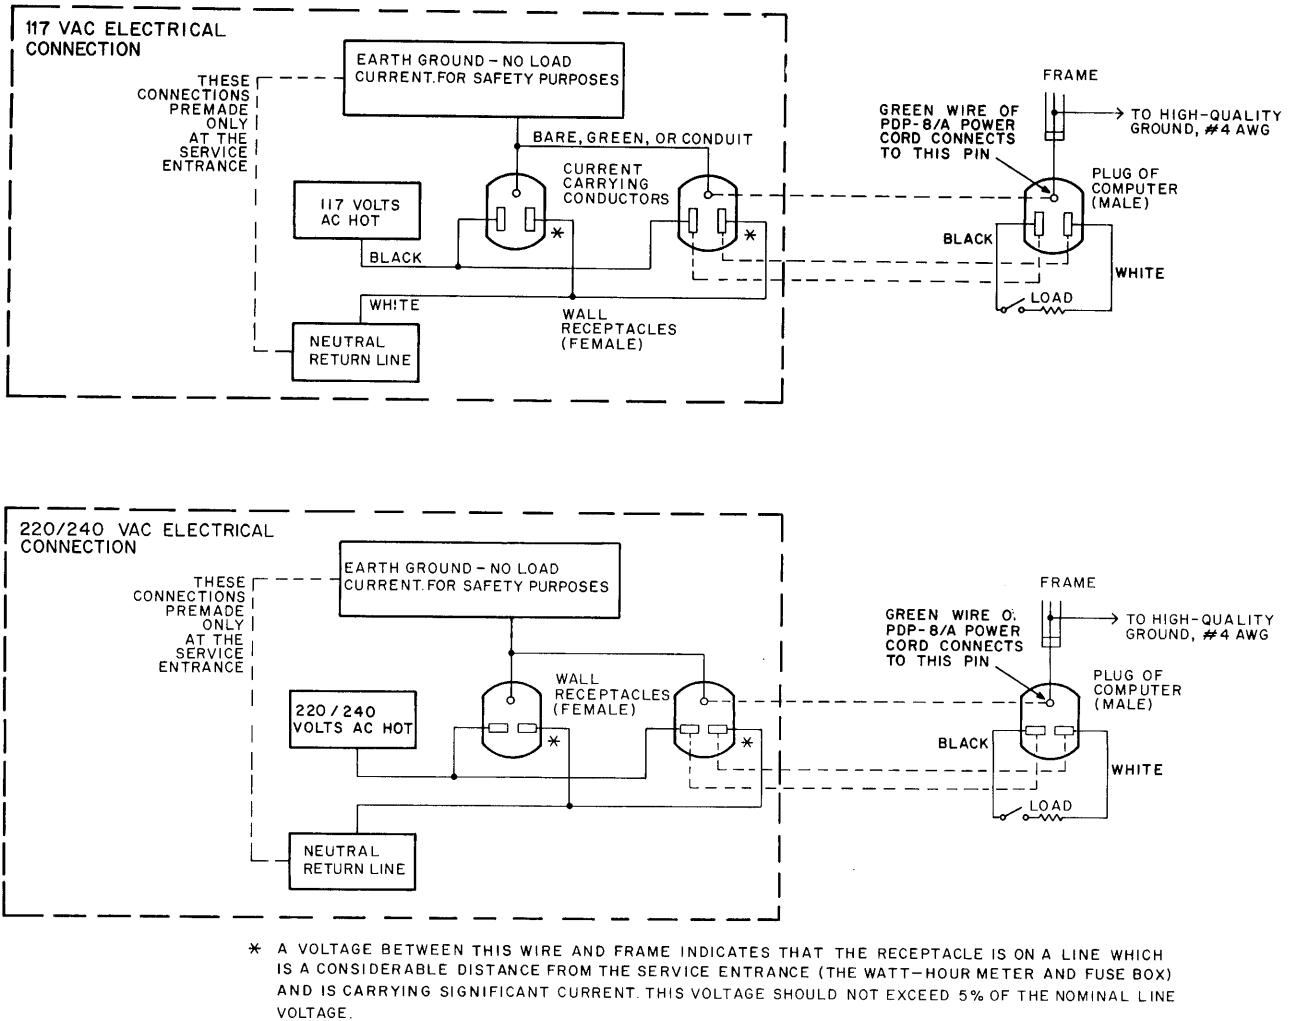 117 VAC ELECTRICAL
CONNECTION
EARTH GROUND - NO LOAD
CURRENT. FOR SAFETY PURPOSES
THESE
CONNECTIONS
PREMADE
ONLY
AT THE
SERVICE
ENTRANCE
BARE, GREEN, OR CONDUIT
CURRENT
CARRYING
CONDUCTORS
117 VOLTS
AC HOT
*
*
BLACK
WHITE
WALL
RECEPTACLES
(FEMALE)
NEUTRAL
RETURN LINE
FRAME
GREEN WIRE OF
PDP-8/A POWER
CORD CONNECTS
TO THIS PIN
TO HIGH-QUALITY
GROUND, #4 AWG
PLUG OF
COMPUTER
(MALE)
BLACK
WHITE
LOAD
220/240 VAC ELECTRICAL
CONNECTION
EARTH GROUND - NO LOAD
CURRENT. FOR SAFETY PURPOSES
THESE
CONNECTIONS
PREMADE
ONLY
AT THE
SERVICE
ENTRANCE
WALL
RECEPTACLES
(FEMALE)
220/240
VOLTS AC HOT
*
*
NEUTRAL
RETURN LINE
FRAME
GREEN WIRE
PDP-8/A POWER
CORD CONNECTS
TO THIS PIN
TO HIGH-QUALITY
GROUND, #4 AWG
PLUG OF
COMPUTER
(MALE)
BLACK
WHITE
LOAD
* A VOLTAGE BETWEEN THIS WIRE AND FRAME INDICATES THAT THE RECEPTACLE IS ON A LINE WHICH
IS A CONSIDERABLE DISTANCE FROM THE SERVICE ENTRANCE (THE WATT-HOUR METER AND FUSE BOX)
AND IS CARRYING SIGNIFICANT CURRENT. THIS VOLTAGE SHOULD NOT EXCEED 5% OF THE NOMINAL LINE
VOLTAGE.